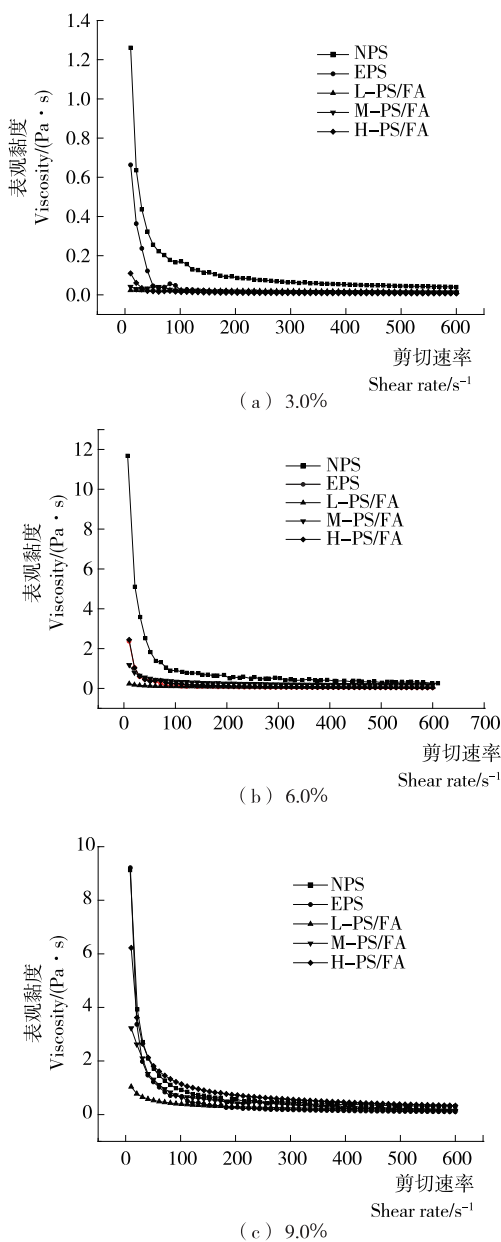 1.4
1.2
1.0
0.8
0.6
0.4
0.2
0.0
表观黏度
Viscosity/(Pa·s)
NPS
EPS
L-PS/FA
M-PS/FA
H-PS/FA
0 100 200 300 400 500 600
剪切速率
Shear rate/s⁻¹
(a) 3.0%
12
10
8
6
4
2
0
表观黏度
Viscosity/(Pa·s)
NPS
EPS
L-PS/FA
M-PS/FA
H-PS/FA
0 100 200 300 400 500 600 700
剪切速率
Shear rate/s⁻¹
(b) 6.0%
10
8
6
4
2
0
表观黏度
Viscosity/(Pa·s)
NPS
EPS
L-PS/FA
M-PS/FA
H-PS/FA
0 100 200 300 400 500 600
剪切速率
Shear rate/s⁻¹
(c) 9.0%